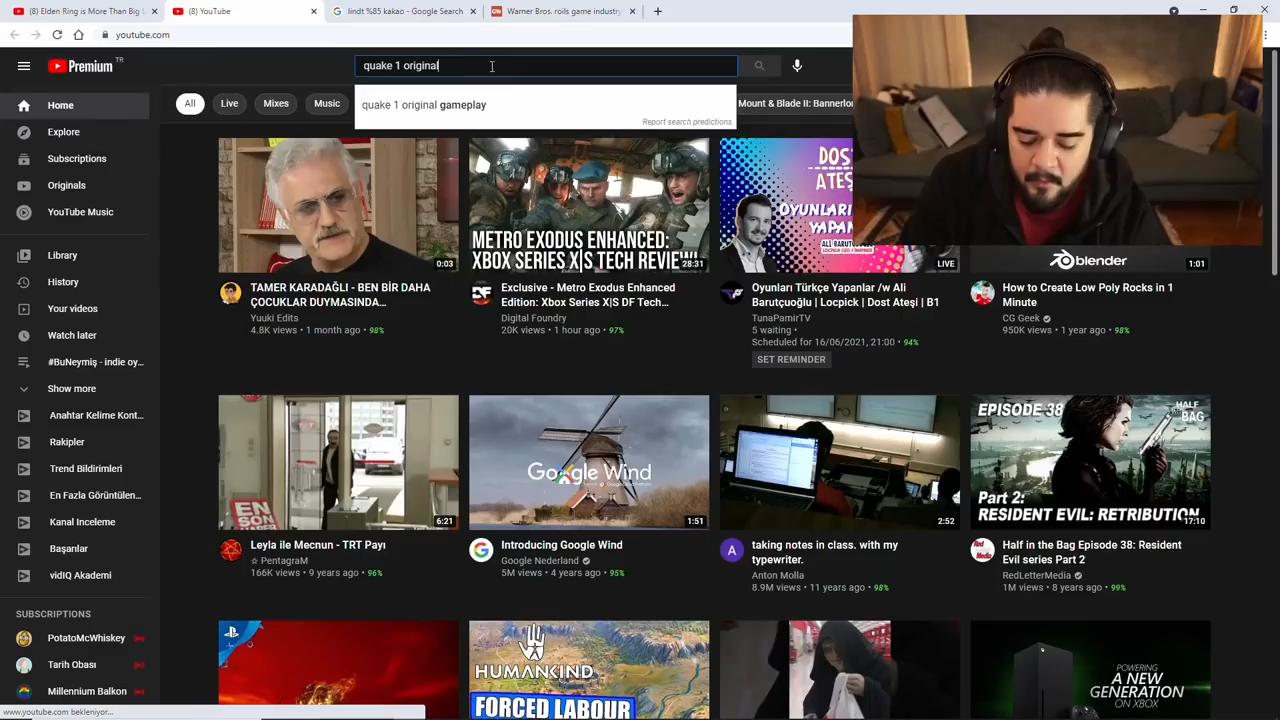 (8) Elden Ring is More Than Big
(8) YouTube
lindt %85 kakao - Google Search
Warner Bros. roils game industry
youtube.com
Premium
TR
quake 1 original
quake 1 original gameplay
Report search predictions
All
Live
Mixes
Music
Mount & Blade II: Bannerlor
Home
Explore
Subscriptions
Originals
YouTube Music
Library
History
Your videos
Watch later
#BuNeymiş - indie oy...
Show more
Anahtar Kelime Kont...
Rakipler
Trend Bildirimleri
En Fazla Görüntülen...
Kanal Inceleme
Başarılar
vidIQ Akademi
SUBSCRIPTIONS
PotatoMcWhiskey
Tarih Obası
Millennium Balkon
www.youtube.com bekleniyor...
0:03
TAMER KARADAĞLI - BEN BİR DAHA
ÇOCUKLAR DUYMASINDA...
Yuuki Edits
4.8K views • 1 month ago • 98%
METRO EXODUS ENHANCED:
XBOX SERIES X|S TECH REVIEW!
28:31
Exclusive - Metro Exodus Enhanced
Edition: Xbox Series X|S DF Tech...
Digital Foundry
20K views • 1 hour ago • 97%
DOS
ATEŞ
OYUNLARI
YAPAN
ALİ BARUTÇUOĞLU
LIVE
Oyunları Türkçe Yapanlar /w Ali
Barutçuoğlu | Locpick | Dost Ateşi | B1
TunaPamirTV
5 waiting •
Scheduled for 16/06/2021, 21:00 • 94%
SET REMINDER
blender
1:01
How to Create Low Poly Rocks in 1
Minute
CG Geek
950K views • 1 year ago • 98%
EN
SON
6:21
Leyla ile Mecnun - TRT Payı
☆ PentagraM
166K views • 9 years ago • 96%
Google Wind
1:51
Introducing Google Wind
Google Nederland
5M views • 4 years ago • 95%
2:52
A
taking notes in class. with my
typewriter.
Anton Molla
8.9M views • 11 years ago • 98%
EPISODE 38:
HALF
BAG
Part 2:
RESIDENT EVIL: RETRIBUTION
17:10
Half in the Bag Episode 38: Resident
Evil series Part 2
RedLetterMedia
1M views • 8 years ago • 99%
HUMANKIND
FORCED LABOUR
POWERING
A NEW
GENERATION
ON XBOX